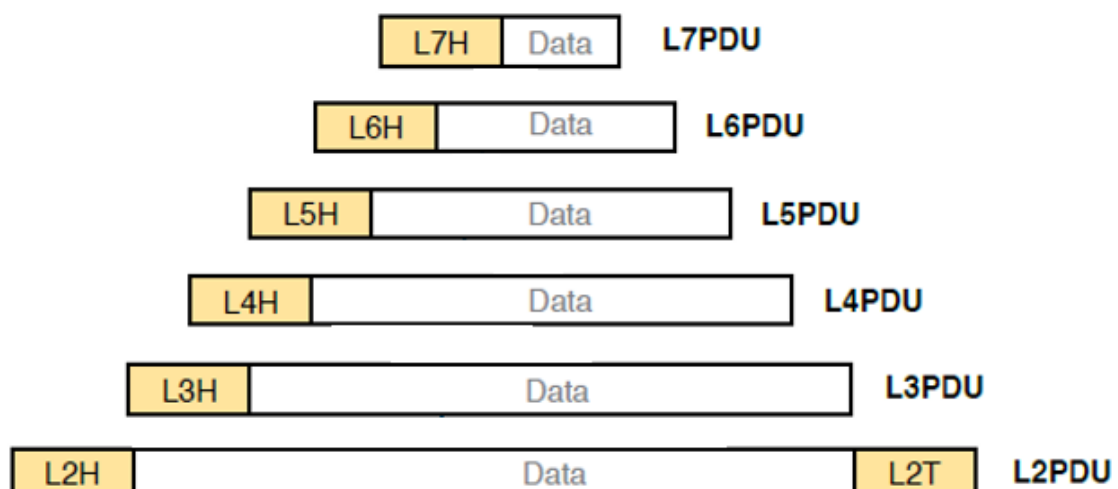 L7H Data L7PDU
L6H Data L6PDU
L5H Data L5PDU
L4H Data L4PDU
L3H Data L3PDU
L2H Data L2T L2PDU